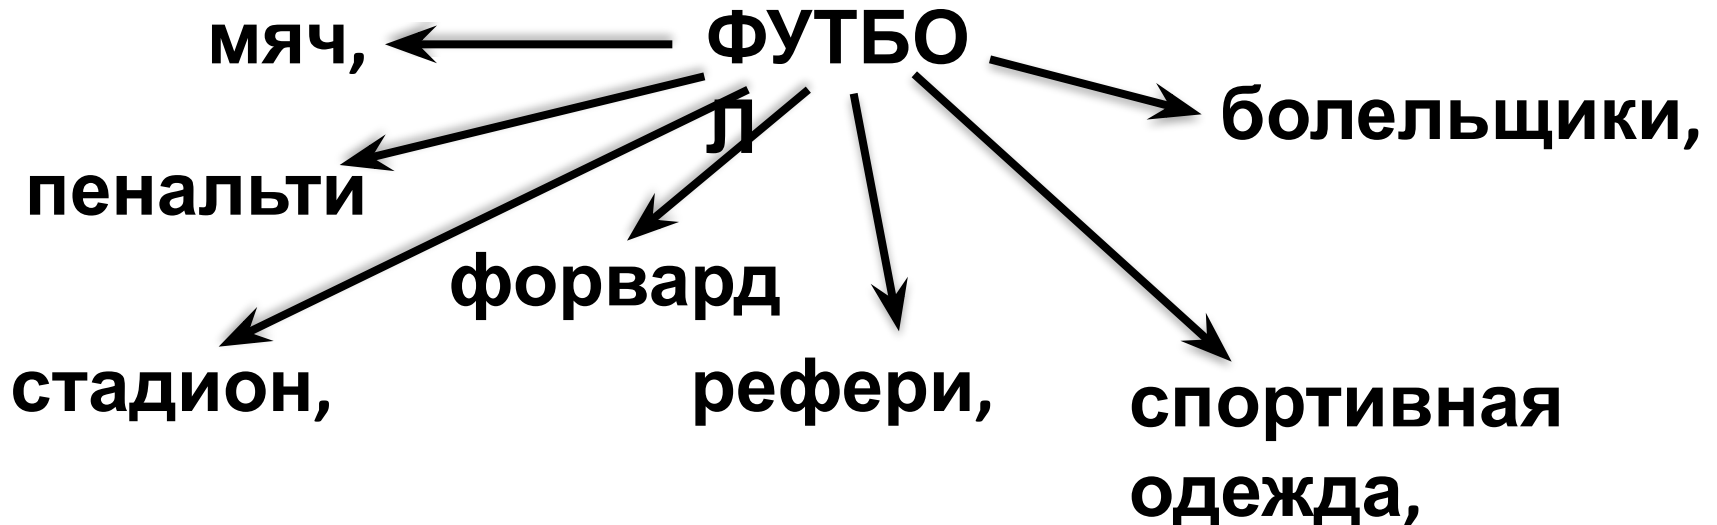 мяч,
ФУТБО
Л
болельщики,
пенальти
форвард
стадион,
рефери,
спортивная
одежда,